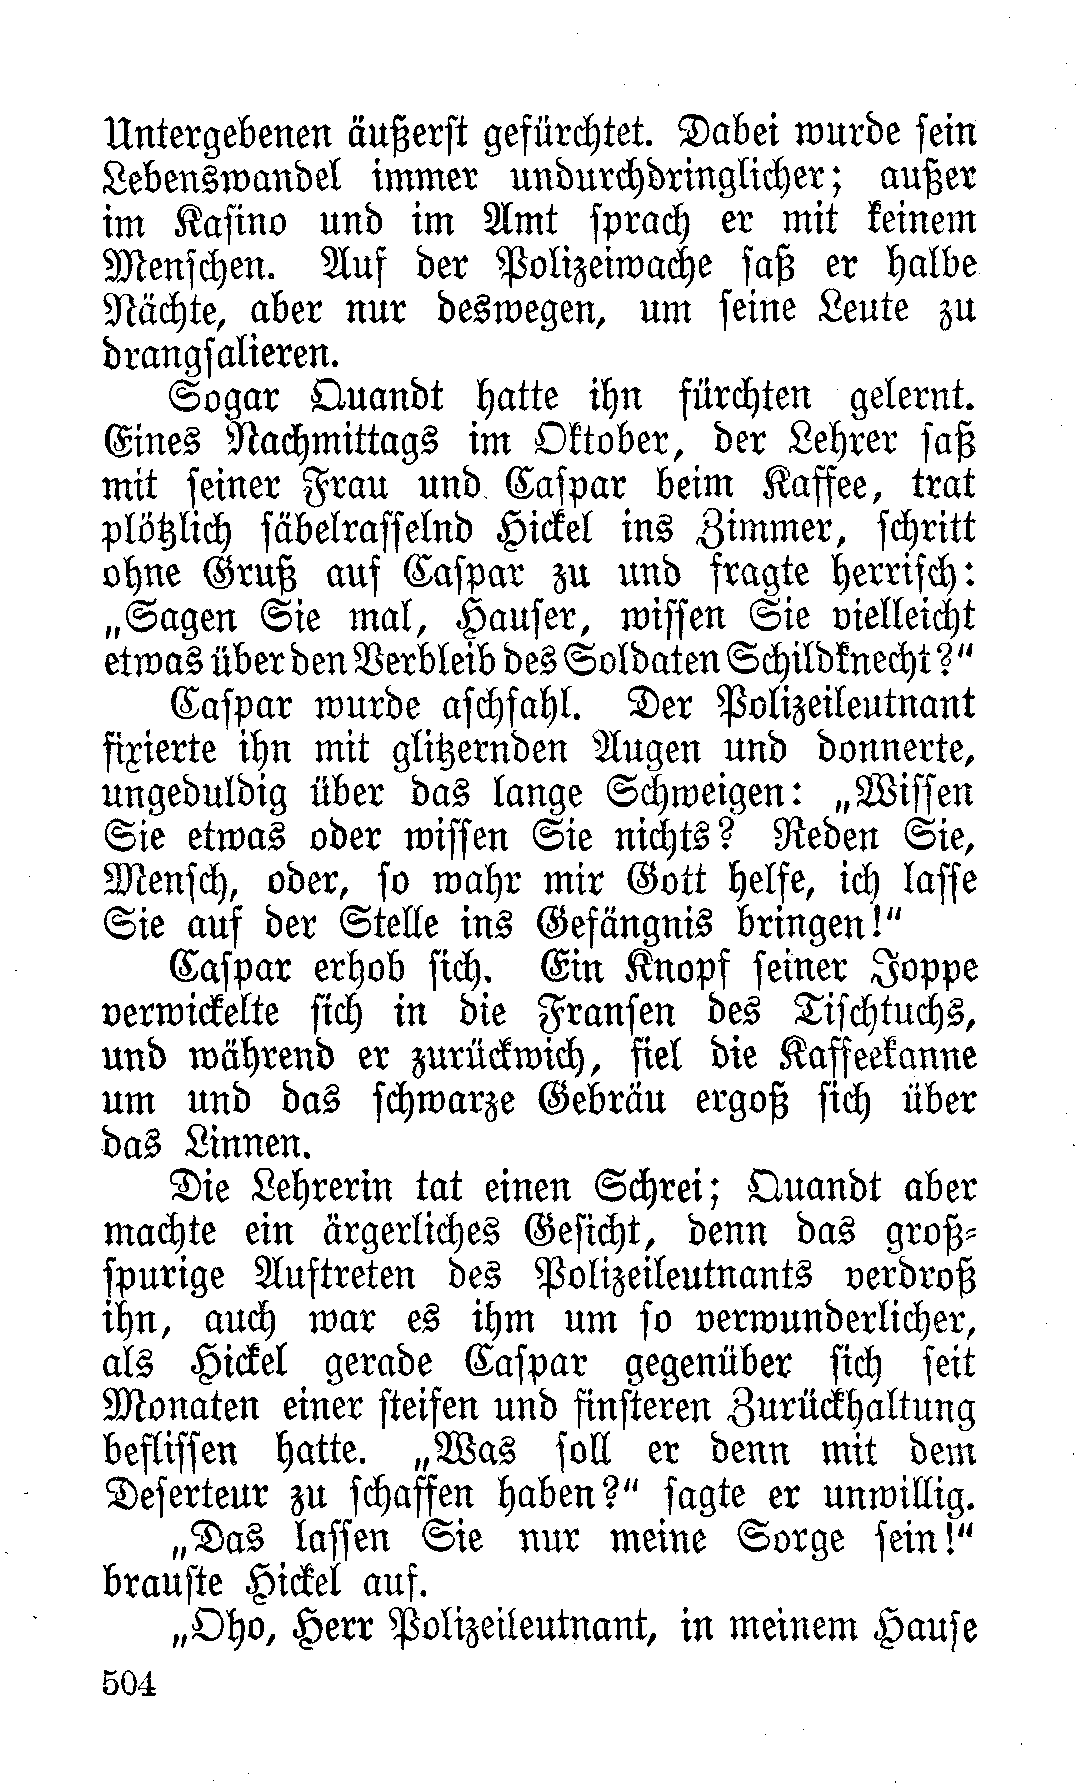 Untergebenen äußerst gefürchtet. Dabei wurde sein
Lebenswandel immer undurchdringlicher; außer
im Kasino und im Amt sprach er mit keinem
Menschen. Auf der Polizeiwache saß er halbe
Nächte, aber nur deswegen, um seine Leute zu
drangsalieren.
Sogar Quandt hatte ihn fürchten gelernt.
Eines Nachmittags im Oktober, der Lehrer saß
mit seiner Frau und Caspar beim Kaffee, trat
plötzlich säbelrasselnd Hickel ins Zimmer, schritt
ohne Gruß auf Caspar zu und fragte herrisch:
„Sagen Sie mal, Hauser, wissen Sie vielleicht
etwas über den Verbleib des Soldaten Schildknecht?“
Caspar wurde aschfahl. Der Polizeileutnant
fixierte ihn mit glitzernden Augen und donnerte,
ungeduldig über das lange Schweigen: „Wissen
Sie etwas oder wissen Sie nichts? Reden Sie,
Mensch, oder, so wahr mir Gott helfe, ich lasse
Sie auf der Stelle ins Gefängnis bringen!“
Caspar erhob sich. Ein Knopf seiner Joppe
verwickelte sich in die Fransen des Tischtuchs,
und während er zurückwich, fiel die Kaffeekanne
um und das schwarze Gebräu ergoß sich über
das Linnen.
Die Lehrerin tat einen Schrei; Quandt aber
machte ein ärgerliches Gesicht, denn das groß-
spurige Auftreten des Polizeileutnants verdroß
ihn, auch war es ihm um so verwunderlicher,
als Hickel gerade Caspar gegenüber sich seit
Monaten einer steifen und finsteren Zurückhaltung
beflissen hatte. „Was soll er denn mit dem
Deserteur zu schaffen haben?“ sagte er unwillig.
„Das lassen Sie nur meine Sorge sein!“
brauste Hickel auf.
„Oho, Herr Polizeileutnant, in meinem Hause
504